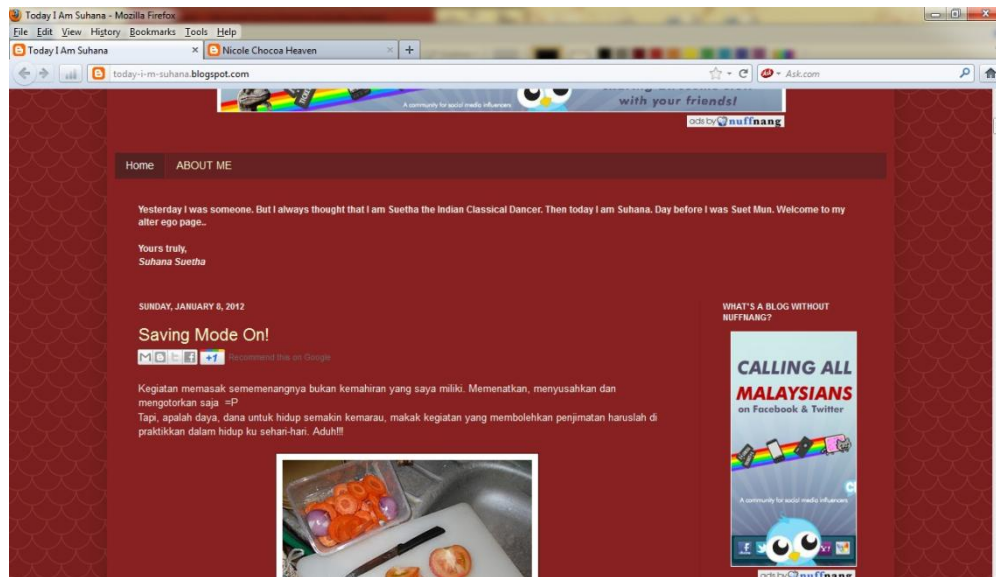 Today I Am Suhana - Mozilla Firefox
File Edit View History Bookmarks Tools Help
Today I Am Suhana × Nicole Chocoa Heaven × +
today-i-m-suhana.blogspot.com Ask.com
A community for social media influencers
with your friends!
ads by nuffnang
Home ABOUT ME
Yesterday I was someone. But I always thought that I am Suetha the Indian Classical Dancer. Then today I am Suhana. Day before I was Suet Mun. Welcome to my
alter ego page..
Yours truly,
Suhana Suetha
SUNDAY, JANUARY 8, 2012
Saving Mode On!
+1 Recommend this on Google
Kegiatan memasak sememenangnya bukan kemahiran yang saya miliki. Mematkan, menyusahkan dan
mengotorkan saja =P
Tapi, apalah daya, dana untuk hidup semakin kemarau, makak kegiatan yang membolehkan penjimatan haruslah di
praktikkan dalam hidup ku sehari-hari. Aduh!!!
WHAT'S A BLOG WITHOUT
NUFFNANG?
CALLING ALL
MALAYSIANS
on Facebook & Twitter
A community for social media influencers
ads by nuffnang